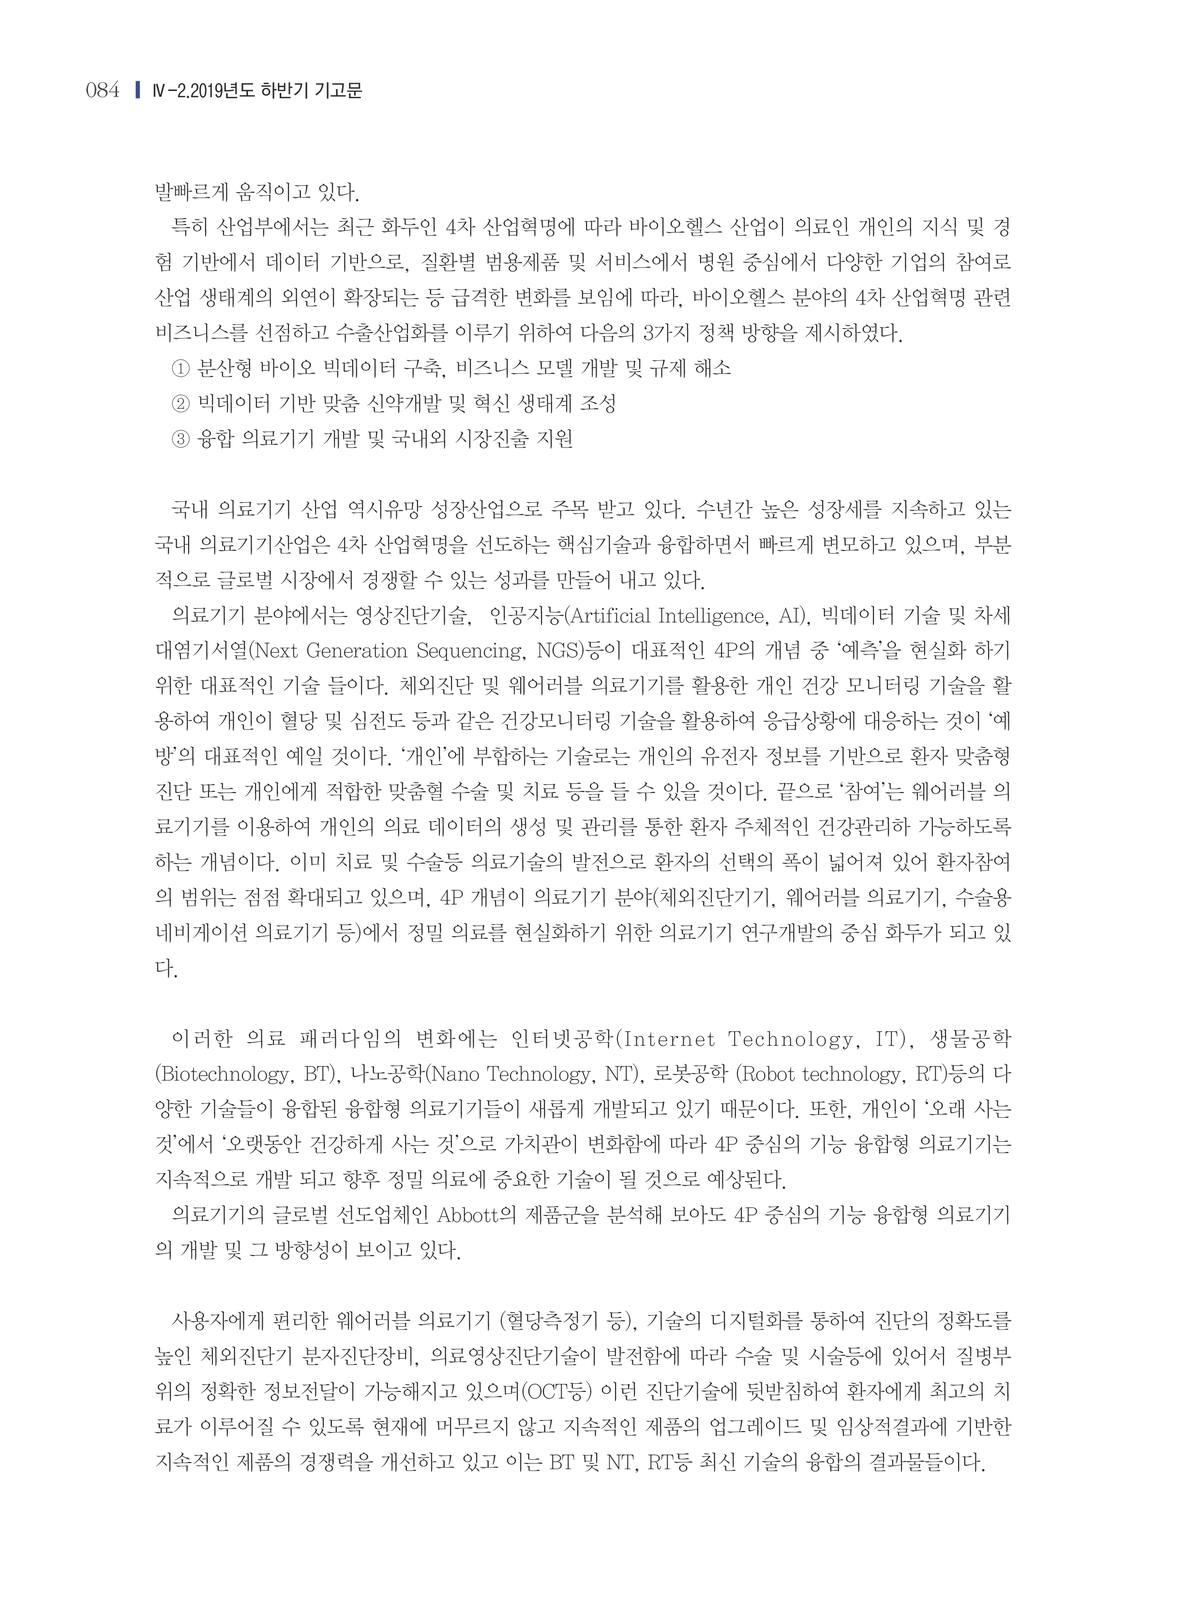 084 Ⅳ-2.2019년도 하반기 기고문
발빠르게 움직이고 있다.
특히 산업부에서는 최근 화두인 4차 산업혁명에 따라 바이오헬스 산업이 의료인 개인의 지식 및 경
험 기반에서 데이터 기반으로, 질환별 범용제품 및 서비스에서 병원 중심에서 다양한 기업의 참여로
산업 생태계의 외연이 확장되는 등 급격한 변화를 보임에 따라, 바이오헬스 분야의 4차 산업혁명 관련
비즈니스를 선점하고 수출산업화를 이루기 위하여 다음의 3가지 정책 방향을 제시하였다.
① 분산형 바이오 빅데이터 구축, 비즈니스 모델 개발 및 규제 해소
② 빅데이터 기반 맞춤 신약개발 및 혁신 생태계 조성
③ 융합 의료기기 개발 및 국내외 시장진출 지원
국내 의료기기 산업 역시유망 성장산업으로 주목 받고 있다. 수년간 높은 성장세를 지속하고 있는
국내 의료기기산업은 4차 산업혁명을 선도하는 핵심기술과 융합하면서 빠르게 변모하고 있으며, 부분
적으로 글로벌 시장에서 경쟁할 수 있는 성과를 만들어 내고 있다.
의료기기 분야에서는 영상진단기술, 인공지능(Artificial Intelligence, AI), 빅데이터 기술 및 차세
대염기서열(Next Generation Sequencing, NGS)등이 대표적인 4P의 개념 중 ‘예측’을 현실화 하기
위한 대표적인 기술 들이다. 체외진단 및 웨어러블 의료기기를 활용한 개인 건강 모니터링 기술을 활
용하여 개인이 혈당 및 심전도 등과 같은 건강모니터링 기술을 활용하여 응급상황에 대응하는 것이 ‘예
방’의 대표적인 예일 것이다. ‘개인’에 부합하는 기술로는 개인의 유전자 정보를 기반으로 환자 맞춤형
진단 또는 개인에게 적합한 맞춤혈 수술 및 치료 등을 들 수 있을 것이다. 끝으로 ‘참여’는 웨어러블 의
료기기를 이용하여 개인의 의료 데이터의 생성 및 관리를 통한 환자 주체적인 건강관리하 가능하도록
하는 개념이다. 이미 치료 및 수술등 의료기술의 발전으로 환자의 선택의 폭이 넓어져 있어 환자참여
의 범위는 점점 확대되고 있으며, 4P 개념이 의료기기 분야(체외진단기기, 웨어러블 의료기기, 수술용
네비게이션 의료기기 등)에서 정밀 의료를 현실화하기 위한 의료기기 연구개발의 중심 화두가 되고 있
다.
이러한 의료 패러다임의 변화에는 인터넷공학(Internet Technology, IT), 생물공학
(Biotechnology, BT), 나노공학(Nano Technology, NT), 로봇공학 (Robot technology, RT)등의 다
양한 기술들이 융합된 융합형 의료기기들이 새롭게 개발되고 있기 때문이다. 또한, 개인이 ‘오래 사는
것’에서 ‘오랫동안 건강하게 사는 것’으로 가치관이 변화함에 따라 4P 중심의 기능 융합형 의료기기는
지속적으로 개발 되고 향후 정밀 의료에 중요한 기술이 될 것으로 예상된다.
의료기기의 글로벌 선도업체인 Abbott의 제품군을 분석해 보아도 4P 중심의 기능 융합형 의료기기
의 개발 및 그 방향성이 보이고 있다.
사용자에게 편리한 웨어러블 의료기기 (혈당측정기 등), 기술의 디지털화를 통하여 진단의 정확도를
높인 체외진단기 분자진단장비, 의료영상진단기술이 발전함에 따라 수술 및 시술등에 있어서 질병부
위의 정확한 정보전달이 가능해지고 있으며(OCT등) 이런 진단기술에 뒷받침하여 환자에게 최고의 치
료가 이루어질 수 있도록 현재에 머무르지 않고 지속적인 제품의 업그레이드 및 임상적결과에 기반한
지속적인 제품의 경쟁력을 개선하고 있고 이는 BT 및 NT, RT등 최신 기술의 융합의 결과물들이다.